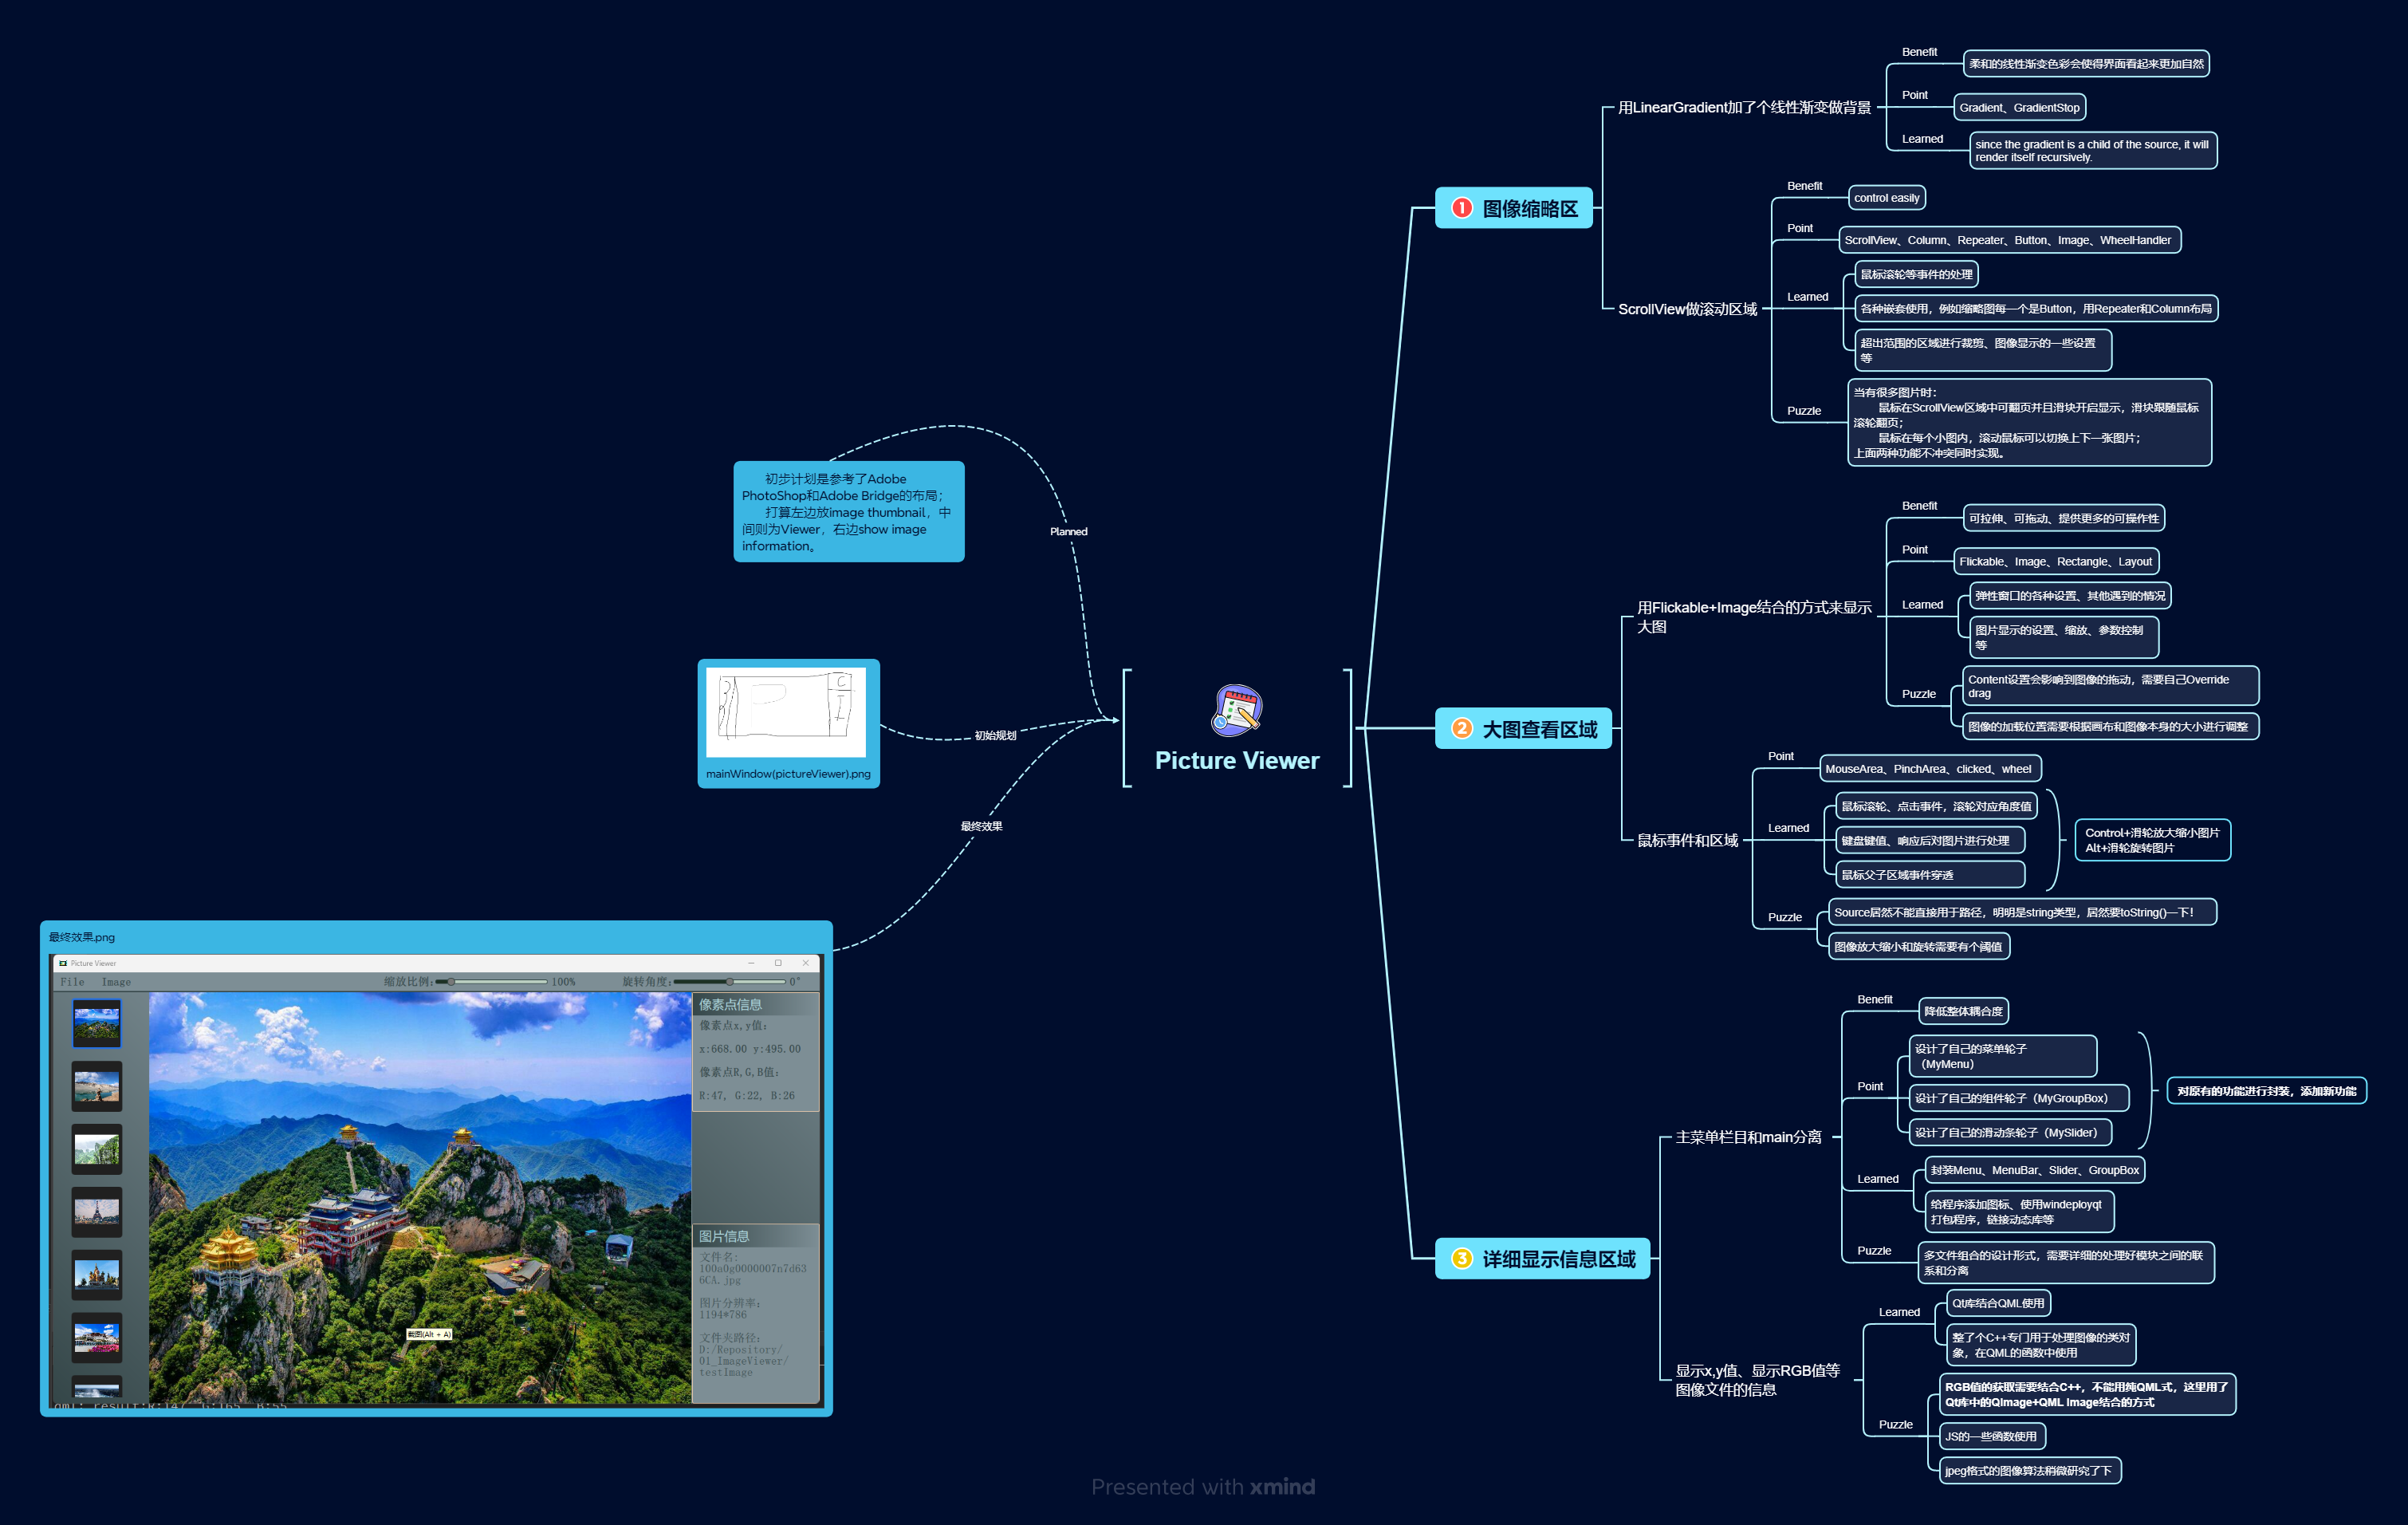 Picture Viewer
Planned
初步计划是参考了Adobe
PhotoShop和Adobe Bridge的布局；
打算左边放image thumbnail，中
间则为Viewer，右边show image
information。
初始规划
mainWindow(pictureViewer).png
最终效果
最终效果.png
Picture Viewer
File Image
缩放比例: 100%
旋转角度: 0°
像素点信息
像素点x,y值:
x:668.00 y:495.00
像素点R,G,B值:
R:47, G:22, B:26
图片信息
文件名:
100n0g0000007n7d63
6CA.jpg
图片分辨率:
1194*786
文件夹路径:
D:/Repository/
01_ImageViewer/
testImage
截图(Alt + A)
qml: result:R:147, G:165, B:55
1 图像缩略区
用LinearGradient加了个线性渐变做背景
Benefit
柔和的线性渐变色彩会使得界面看起来更加自然
Point
Gradient、GradientStop
Learned
since the gradient is a child of the source, it will
render itself recursively.
ScrollView做滚动区域
Benefit
control easily
Point
ScrollView、Column、Repeater、Button、Image、WheelHandler
Learned
鼠标滚轮等事件的处理
各种嵌套使用，例如缩略图每一个是Button，用Repeater和Column布局
超出范围的区域进行裁剪、图像显示的一些设置
等
Puzzle
当有很多图片时：
鼠标在ScrollView区域中可翻页并且滑块开启显示，滑块跟随鼠标
滚轮翻页；
鼠标在每个小图内，滚动鼠标可以切换上下一张图片；
上面两种功能不冲突同时实现。
2 大图查看区域
用Flickable+Image结合的方式来显示
大图
Benefit
可拉伸、可拖动、提供更多的可操作性
Point
Flickable、Image、Rectangle、Layout
Learned
弹性窗口的各种设置、其他遇到的情况
图片显示的设置、缩放、参数控制
等
Puzzle
Content设置会影响到图像的拖动，需要自己Override
drag
图像的加载位置需要根据画布和图像本身的大小进行调整
鼠标事件和区域
Point
MouseArea、PinchArea、clicked、wheel
Learned
鼠标滚轮、点击事件，滚轮对应角度值
键盘键值、响应后对图片进行处理
鼠标父子区域事件穿透
Control+滑轮放大缩小图片
Alt+滑轮旋转图片
Puzzle
Source居然不能直接用于路径，明明是string类型，居然要toString()一下！
图像放大缩小和旋转需要有个阈值
3 详细显示信息区域
主菜单栏目和main分离
Benefit
降低整体耦合度
Point
设计了自己的菜单轮子
（MyMenu）
设计了自己的组件轮子（MyGroupBox）
设计了自己的滑动条轮子（MySlider）
对原有的功能进行封装，添加新功能
Learned
封装Menu、MenuBar、Slider、GroupBox
给程序添加图标、使用windeployqt
打包程序，链接动态库等
Puzzle
多文件组合的设计形式，需要详细的处理好模块之间的联
系和分离
显示x,y值、显示RGB值等
图像文件的信息
Learned
Qt库结合QML使用
整了个C++专门用于处理图像的类对
象，在QML的函数中使用
Puzzle
RGB值的获取需要结合C++，不能用纯QML式，这里用了
Qt库中的QImage+QML Image结合的方式
JS的一些函数使用
jpeg格式的图像算法稍微研究了下
Presented with xmind